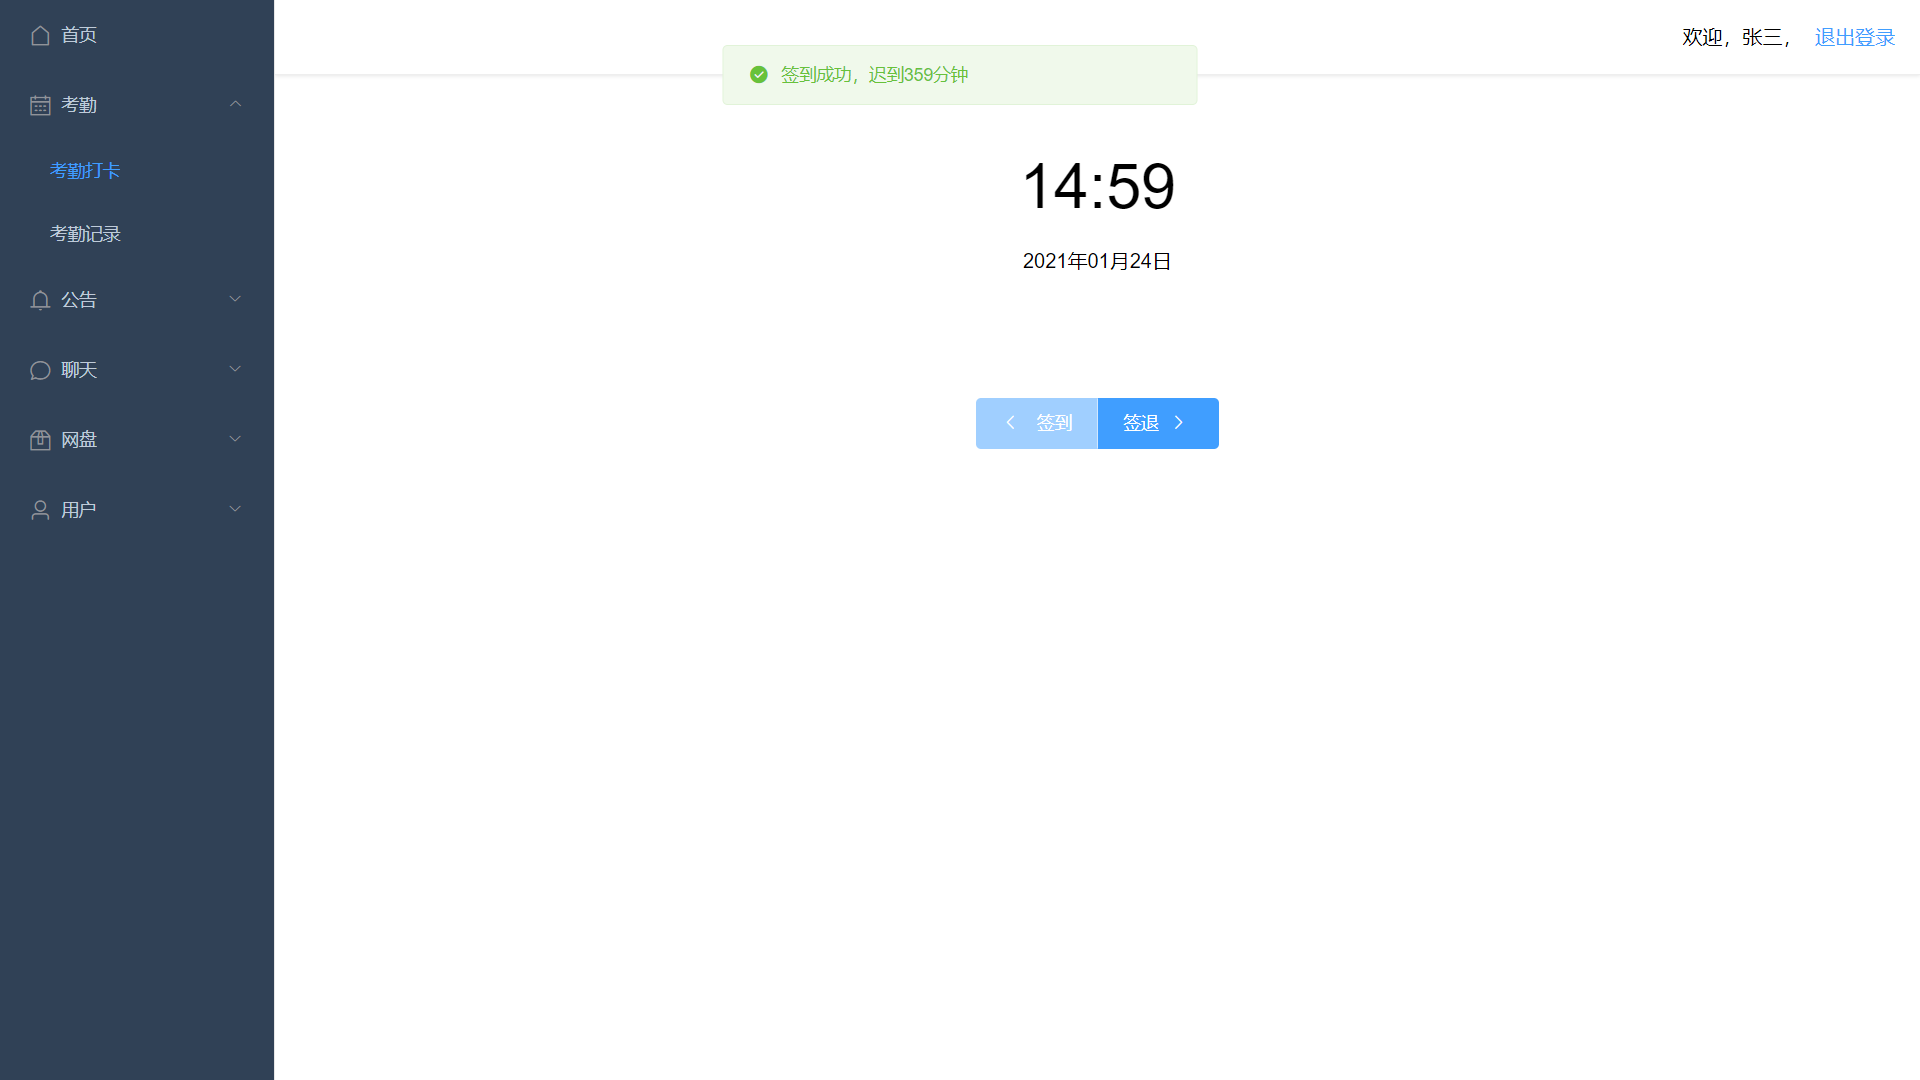 首页
考勤
考勤打卡
考勤记录
公告
聊天
网盘
用户
欢迎，张三， 退出登录
签到成功，迟到359分钟
14:59
2021年01月24日
签到 签退